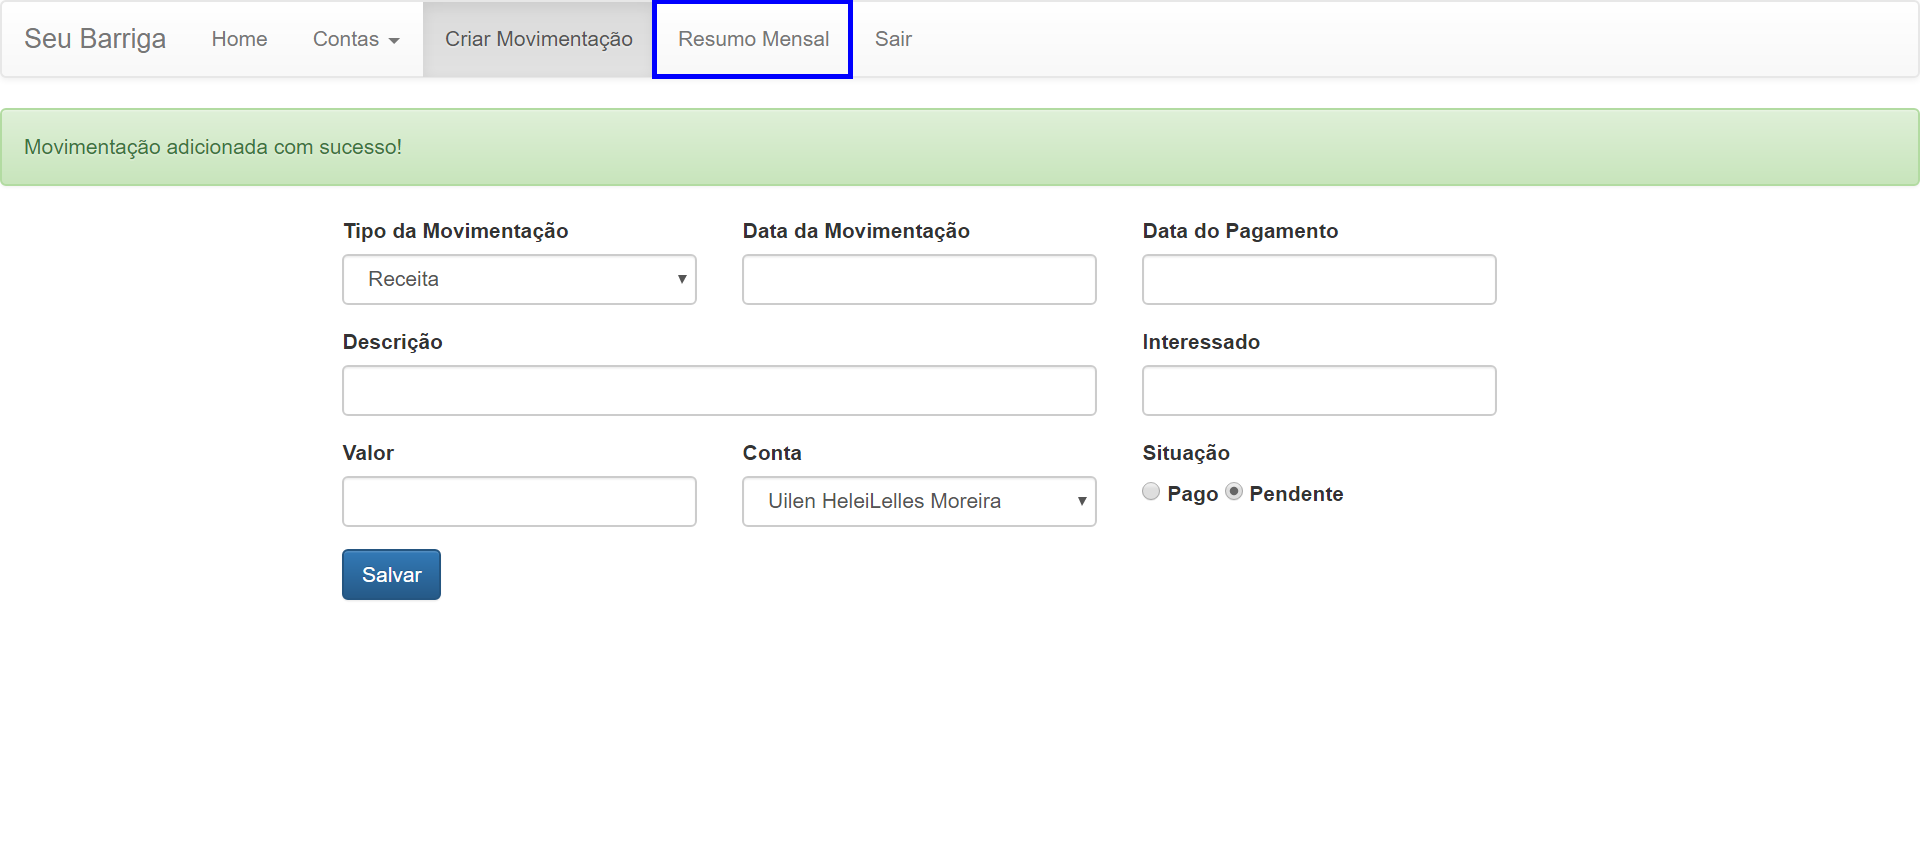 Seu Barriga Home Contas Criar Movimentação Resumo Mensal Sair
Movimentação adicionada com sucesso!
Tipo da Movimentação Data da Movimentação Data do Pagamento
Receita
Descrição Interessado
Valor Conta Situação
Uilen HeleiLelles Moreira Pago Pendente
Salvar